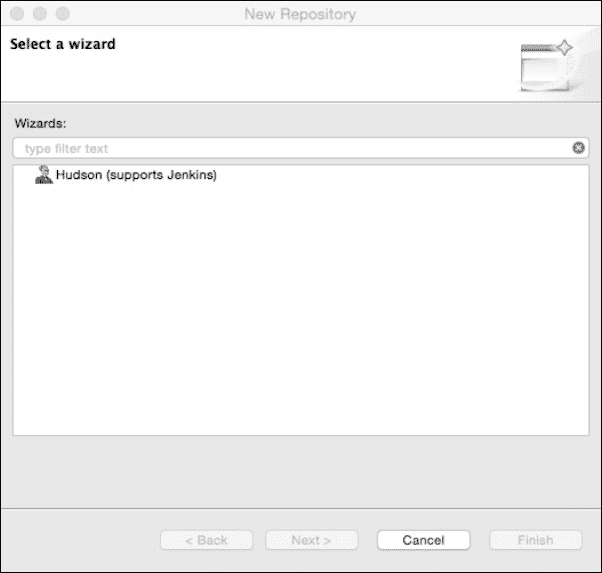 New Repository
Select a wizard
Wizards:
type filter text
Hudson (supports Jenkins)
< Back Next > Cancel Finish